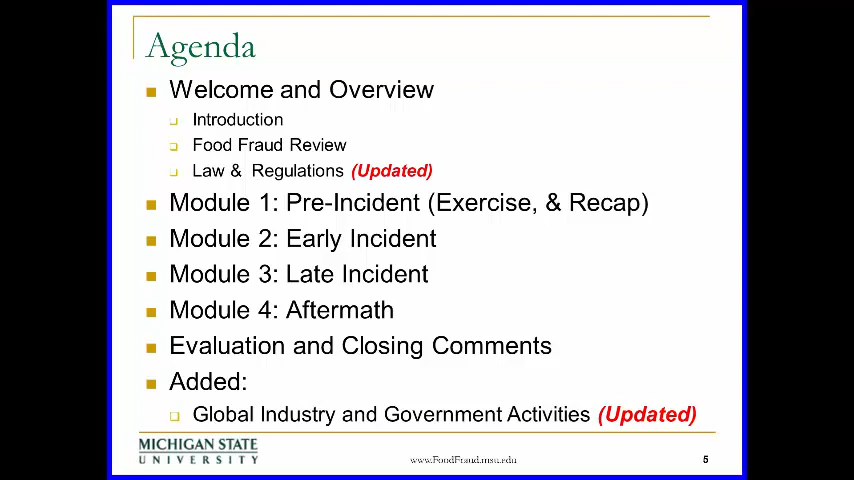 Agenda
Welcome and Overview
Introduction
Food Fraud Review
Law & Regulations (Updated)
Module 1: Pre-Incident (Exercise, & Recap)
Module 2: Early Incident
Module 3: Late Incident
Module 4: Aftermath
Evaluation and Closing Comments
Added:
Global Industry and Government Activities (Updated)
MICHIGAN STATE
UNIVERSITY
www.FoodFraud.msu.edu
5